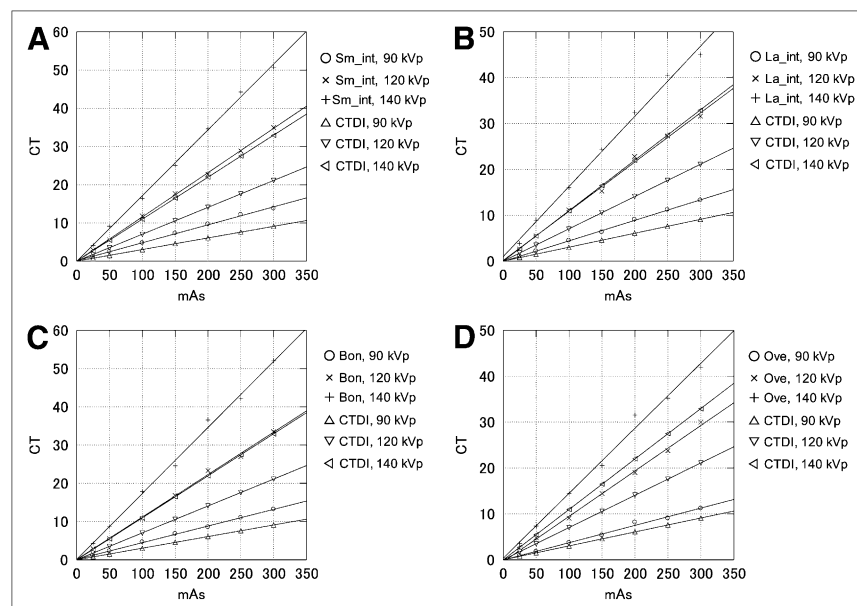 A
60
50
40
30
20
10
0
CT
0 50 100 150 200 250 300 350
mAs
Sm_int, 90 kVp
Sm_int, 120 kVp
Sm_int, 140 kVp
CTDI, 90 kVp
CTDI, 120 kVp
CTDI, 140 kVp
B
50
40
30
20
10
0
CT
0 50 100 150 200 250 300 350
mAs
La_int, 90 kVp
La_int, 120 kVp
La_int, 140 kVp
CTDI, 90 kVp
CTDI, 120 kVp
CTDI, 140 kVp
C
60
50
40
30
20
10
0
CT
0 50 100 150 200 250 300 350
mAs
Bon, 90 kVp
Bon, 120 kVp
Bon, 140 kVp
CTDI, 90 kVp
CTDI, 120 kVp
CTDI, 140 kVp
D
50
40
30
20
10
0
CT
0 50 100 150 200 250 300 350
mAs
Ove, 90 kVp
Ove, 120 kVp
Ove, 140 kVp
CTDI, 90 kVp
CTDI, 120 kVp
CTDI, 140 kVp